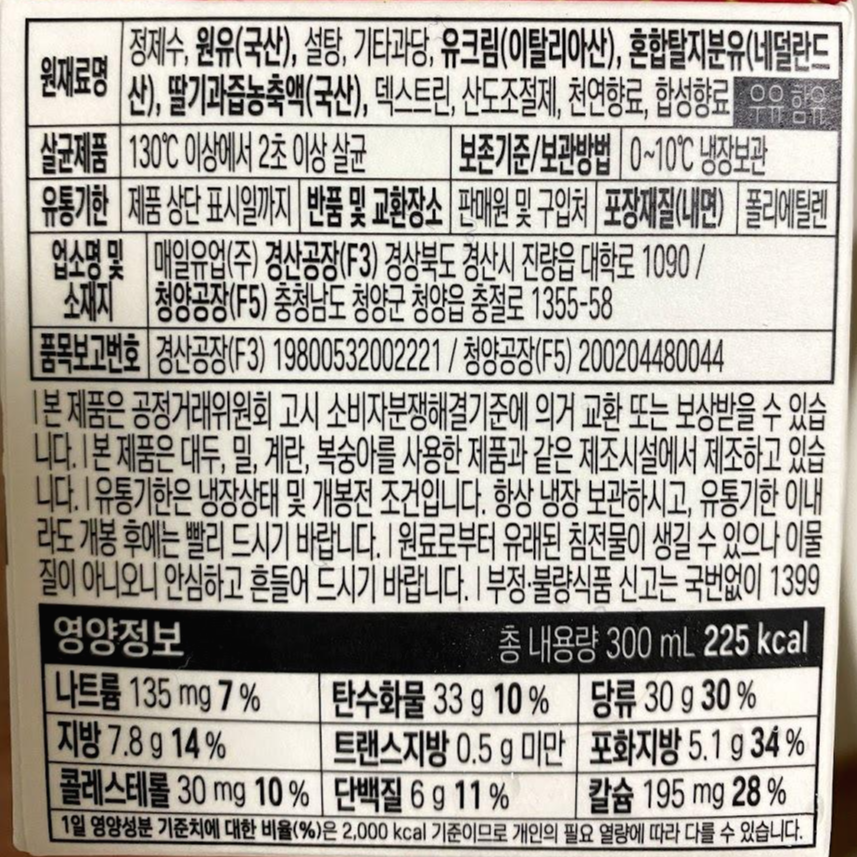 원재료명 정제수, 원유(국산), 설탕, 기타과당, 유크림(이탈리아산), 혼합탈지분유(네덜란드
산), 딸기과즙농축액(국산), 덱스트린, 산도조절제, 천연향료, 합성향료 우유 함유
살균제품 130℃ 이상에서 2초 이상 살균 보존기준/보관방법 0~10℃ 냉장보관
유통기한 제품 상단 표시일까지 반품 및 교환장소 판매원 및 구입처 포장재질(내면) 폴리에틸렌
업소명 및 매일유업(주) 경산공장(F3) 경상북도 경산시 진량읍 대학로 1090 /
소재지 청양공장(F5) 충청남도 청양군 청양읍 충절로 1355-58
품목보고번호 경산공장(F3) 19800532002221 / 청양공장(F5) 200204480044
| 본 제품은 공정거래위원회 고시 소비자분쟁해결기준에 의거 교환 또는 보상받을 수 있습
니다. | 본 제품은 대두, 밀, 계란, 복숭아를 사용한 제품과 같은 제조시설에서 제조하고 있습
니다. | 유통기한은 냉장상태 및 개봉전 조건입니다. 항상 냉장 보관하시고, 유통기한 이내
라도 개봉 후에는 빨리 드시기 바랍니다. | 원료로부터 유래된 침전물이 생길 수 있으나 이물
질이 아니오니 안심하고 흔들어 드시기 바랍니다. | 부정·불량식품 신고는 국번없이 1399
영양정보 총 내용량 300 mL 225 kcal
나트륨 135 mg 7 % 탄수화물 33 g 10 % 당류 30 g 30 %
지방 7.8 g 14 % 트랜스지방 0.5 g 미만 포화지방 5.1 g 34 %
콜레스테롤 30 mg 10 % 단백질 6 g 11 % 칼슘 195 mg 28 %
1일 영양성분 기준치에 대한 비율(%)은 2,000 kcal 기준이므로 개인의 필요 열량에 따라 다를 수 있습니다.